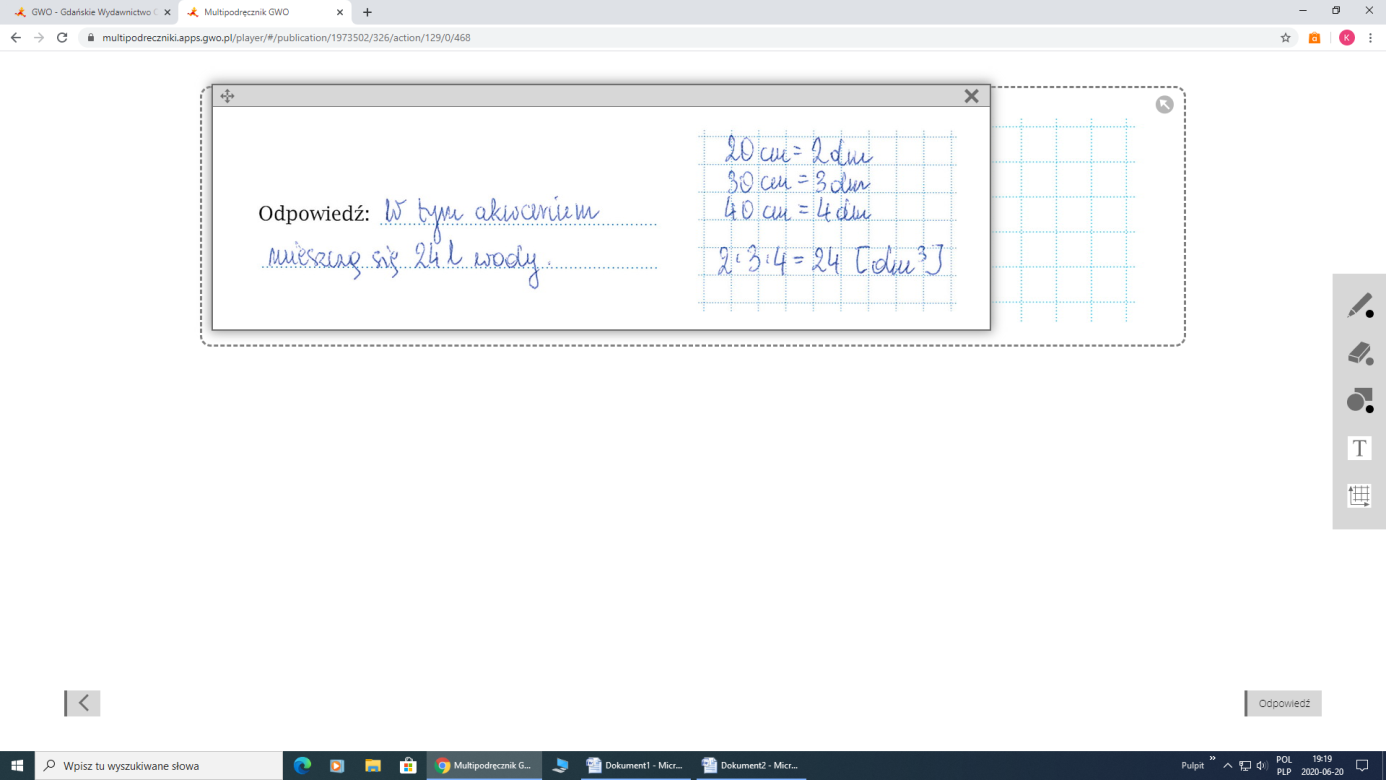 GWO - Gdańskie Wydawnictwo O
Multipodręcznik GWO
multipodreczniki.apps.gwo.pl/player/#/publication/1973502/326/action/129/0/468
K
20 cm = 2 dm
30 cm = 3 dm
40 cm = 4 dm
2·3·4 = 24 [dm³]
Odpowiedź: W tym akwarium
mieszczą się 24 l wody.
T
Odpowiedź
Wpisz tu wyszukiwane słowa
Multipodręcznik G...
Dokument1 - Micr...
Dokument2 - Micr...
Pulpit
POL
PLP
19:19
2020-06-20